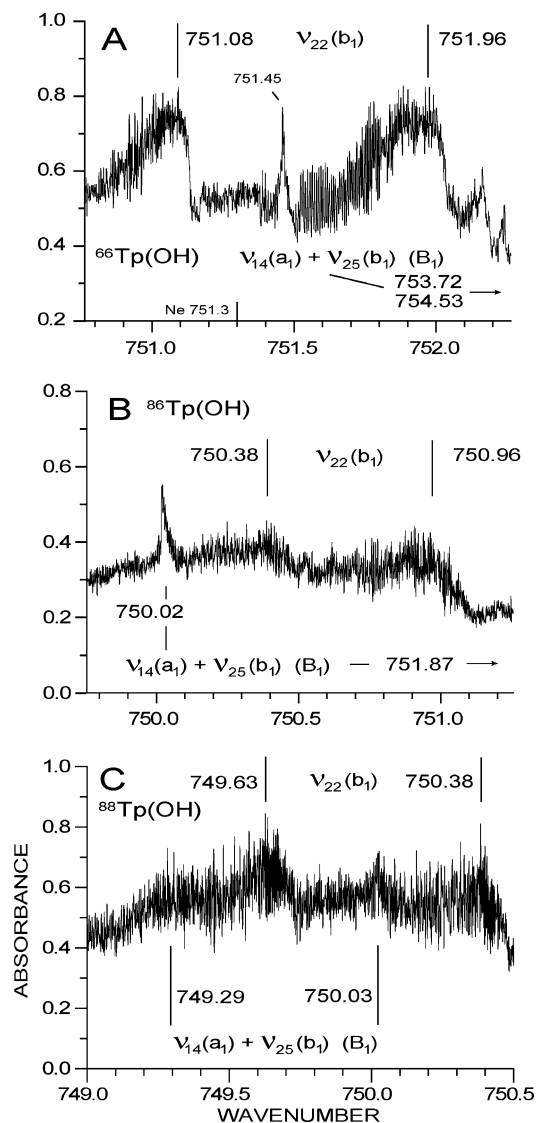 A
751.08 ν22(b1) 751.96
751.45
1.0
0.8
0.6
0.4
0.2
66Tp(OH)
ν14(a1) + ν25(b1) (B1)
753.72
754.53
Ne 751.3
751.0 751.5 752.0
B
86Tp(OH)
750.38 ν22(b1) 750.96
0.8
0.6
0.4
0.2
0.0
750.02
ν14(a1) + ν25(b1) (B1) — 751.87
750.0 750.5 751.0
C
749.63 ν22(b1) 750.38
88Tp(OH)
1.0
0.8
0.6
0.4
0.2
0.0
749.29 750.03
ν14(a1) + ν25(b1) (B1)
ABSORBANCE
749.0 749.5 750.0 750.5
WAVENUMBER